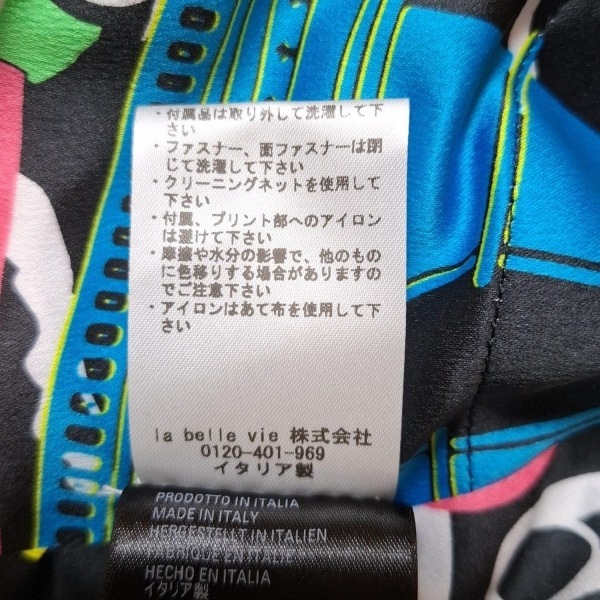 ・付属品は取り外して洗濯して下
さい
・ファスナー、面ファスナーは閉
じて洗濯して下さい
・クリーニングネットを使用して
下さい
・付属、プリント部へのアイロン
は避けて下さい
・摩擦や水分の影響で、他のもの
に色移りする場合がありますの
でご注意下さい
・アイロンはあて布を使用して下
さい
la belle vie 株式会社
0120-401-969
イタリア製
PRODOTTO IN ITALIA
MADE IN ITALY
HERGESTELLT IN ITALIEN
FABRIQUE EN ITALIE
HECHO EN ITALIA
イタリア製